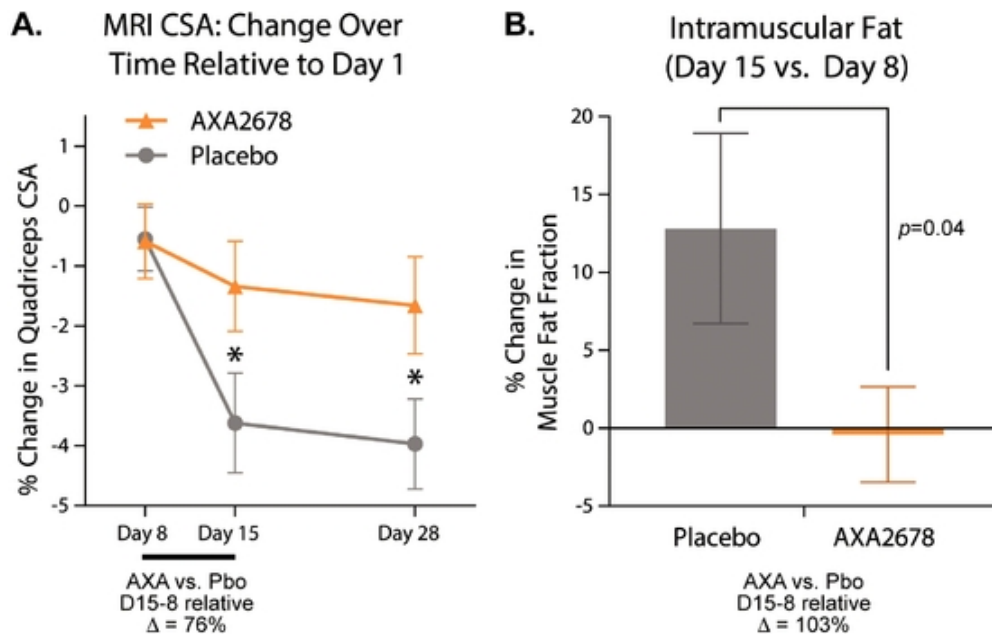 A.
MRI CSA: Change Over
Time Relative to Day 1
AXA2678
Placebo
% Change in Quadriceps CSA
1
0
-1
-2
-3
-4
-5
*
*
Day 8
Day 15
Day 28
AXA vs. Pbo
D15-8 relative
Δ = 76%
B.
Intramuscular Fat
(Day 15 vs. Day 8)
% Change in
Muscle Fat Fraction
20
15
10
5
0
-5
p=0.04
Placebo
AXA2678
AXA vs. Pbo
D15-8 relative
Δ = 103%